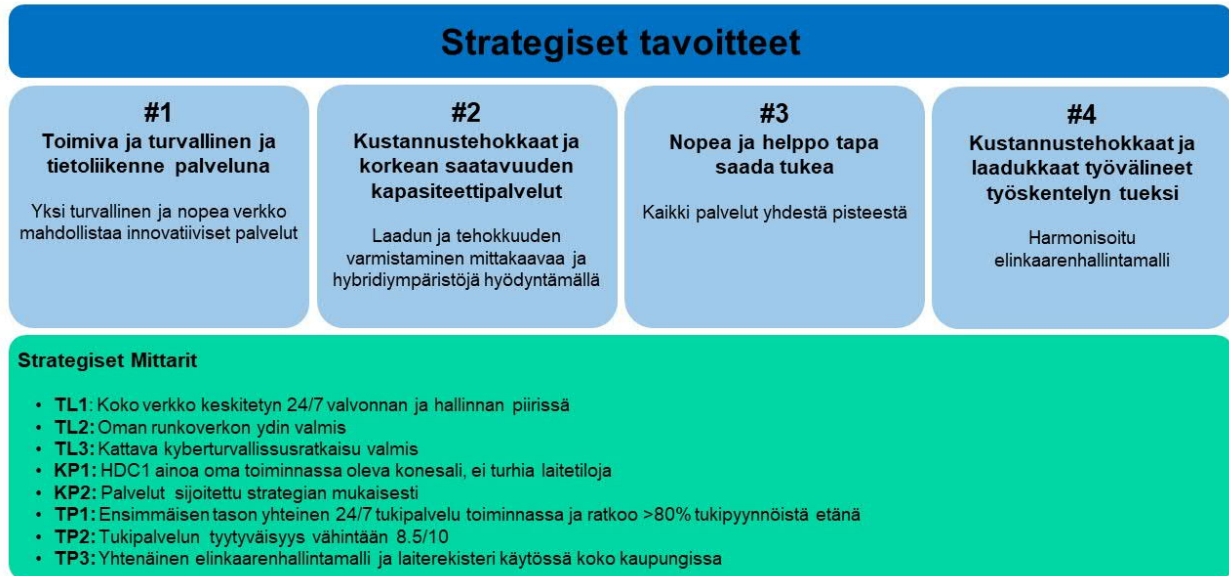 Strategiset tavoitteet
#1
Toimiva ja turvallinen ja
tietoliikenne palveluna
Yksi turvallinen ja nopea verkko
mahdollistaa innovatiiviset palvelut
#2
Kustannustehokkaat ja
korkean saatavuuden
kapasiteettipalvelut
Laadun ja tehokkuuden
varmistaminen mittakaavaa ja
hybridiympäristöjä hyödyntämällä
#3
Nopea ja helppo tapa
saada tukea
Kaikki palvelut yhdestä pisteestä
#4
Kustannustehokkaat ja
laadukkaat työvälineet
työskentelyn tueksi
Harmonisoitu
elinkaarenhallintamalli
Strategiset Mittarit
• TL1: Koko verkko keskitetyn 24/7 valvonnan ja hallinnan piirissä
• TL2: Oman runkoverkon ydin valmis
• TL3: Kattava kyberturvallissusratkaisu valmis
• KP1: HDC1 ainoa oma toiminnassa oleva konesali, ei turhia laitetiloja
• KP2: Palvelut sijoitettu strategian mukaisesti
• TP1: Ensimmäisen tason yhteinen 24/7 tukipalvelu toiminnassa ja ratkoo >80% tukipyynnöistä etänä
• TP2: Tukipalvelun tyytyväisyys vähintään 8.5/10
• TP3: Yhtenäinen elinkaarenhallintamalli ja laiterekisteri käytössä koko kaupungissa